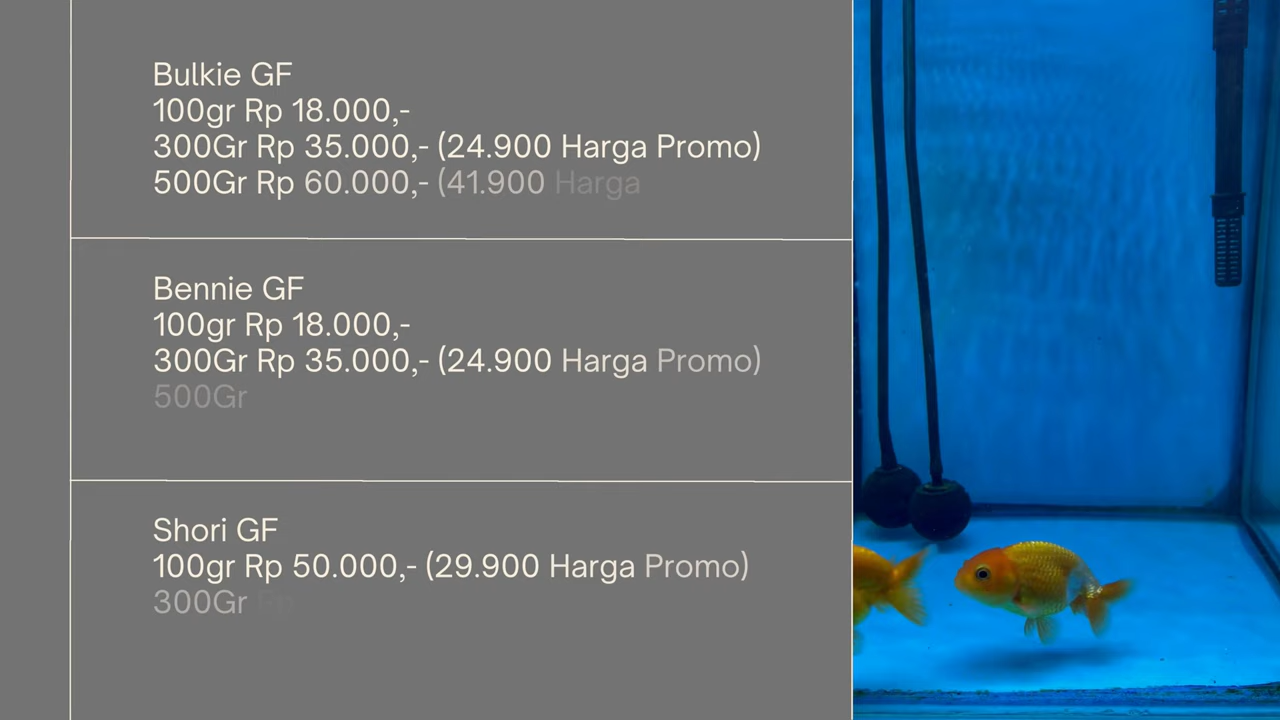 Bulkie GF
100gr Rp 18.000,-
300Gr Rp 35.000,- (24.900 Harga Promo)
500Gr Rp 60.000,- (41.900 Harga
Bennie GF
100gr Rp 18.000,-
300Gr Rp 35.000,- (24.900 Harga Promo)
500Gr
Shori GF
100gr Rp 50.000,- (29.900 Harga Promo)
300Gr Rp